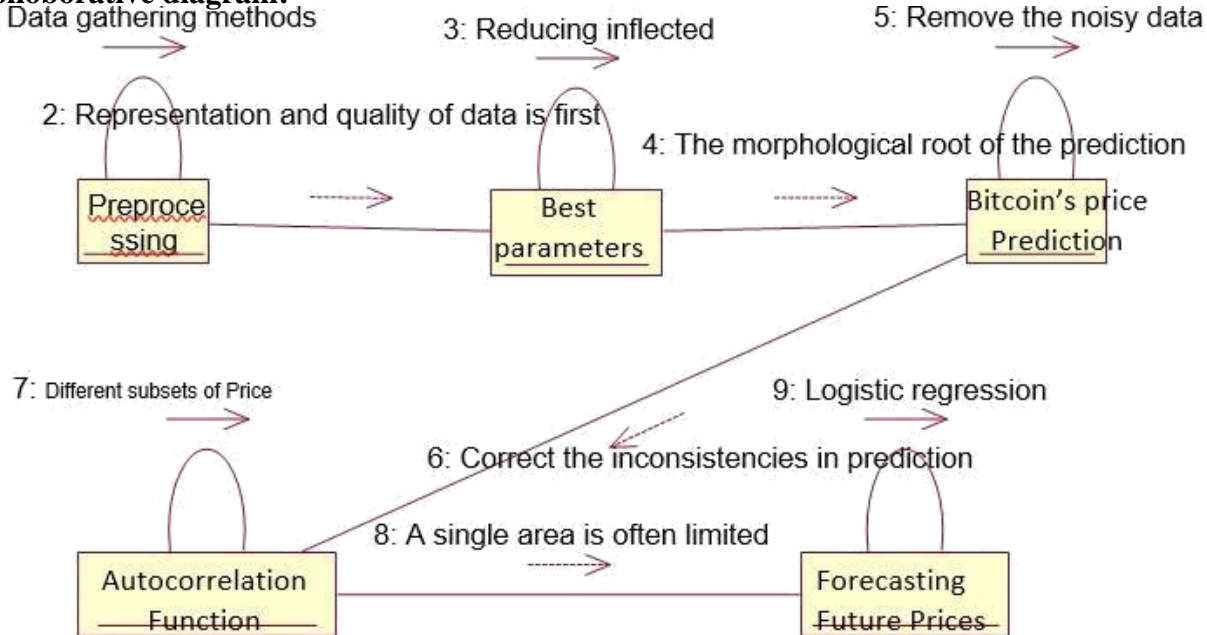 diagram:
Data gathering methods
3: Reducing inflected
5: Remove the noisy data
2: Representation and quality of data is first
4: The morphological root of the prediction
Preproce
ssing
Best
parameters
Bitcoin's price
Prediction
7: Different subsets of Price
9: Logistic regression
6: Correct the inconsistencies in prediction
8: A single area is often limited
Autocorrelation
Function
Forecasting
Future Prices